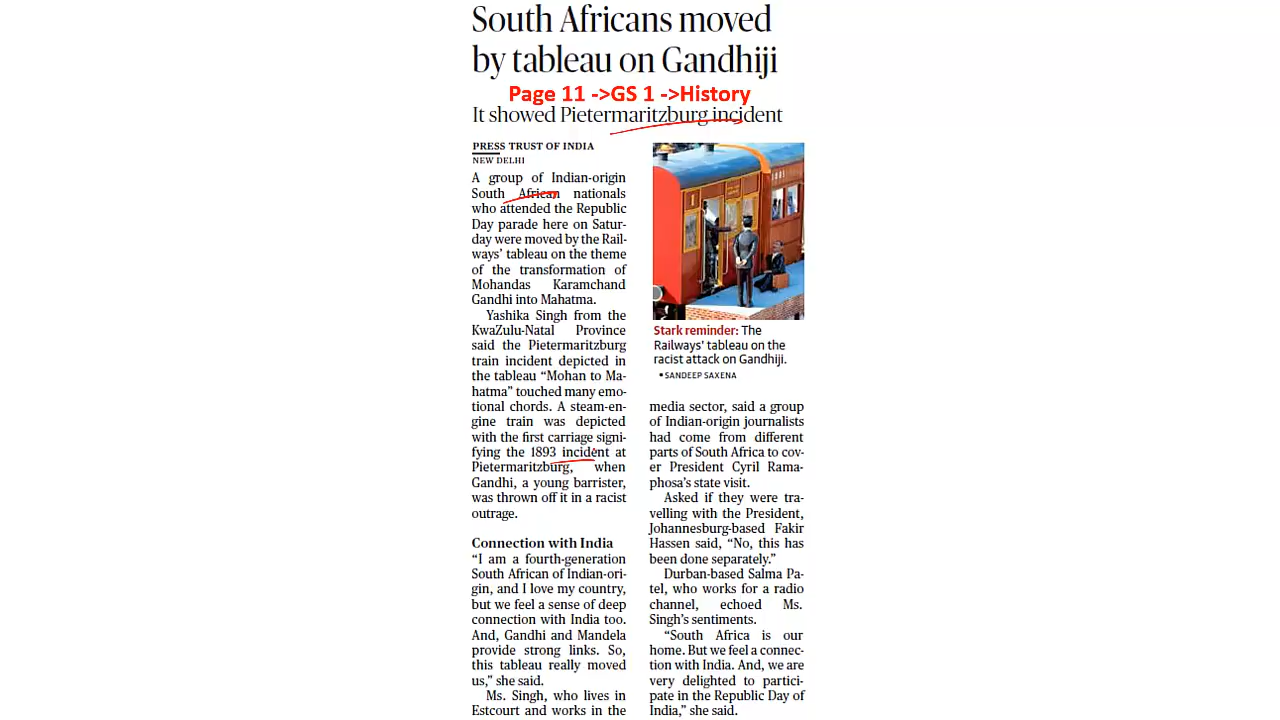 South Africans moved
by tableau on Gandhiji
Page 11 ->GS 1 ->History
It showed Pietermaritzburg incident
PRESS TRUST OF INDIA
NEW DELHI
A group of Indian-origin
South African nationals
who attended the Republic
Day parade here on Satur-
day were moved by the Rail-
ways' tableau on the theme
of the transformation of
Mohandas Karamchand
Gandhi into Mahatma.
Yashika Singh from the
KwaZulu-Natal Province
said the Pietermaritzburg
train incident depicted in
the tableau “Mohan to Ma-
hatma” touched many emo-
tional chords. A steam-en-
gine train was depicted
with the first carriage signi-
fying the 1893 incident at
Pietermaritzburg, when
Gandhi, a young barrister,
was thrown off it in a racist
outrage.
Connection with India
“I am a fourth-generation
South African of Indian-ori-
gin, and I love my country,
but we feel a sense of deep
connection with India too.
And, Gandhi and Mandela
provide strong links. So,
this tableau really moved
us,” she said.
Ms. Singh, who lives in
Estcourt and works in the
Stark reminder: The
Railways' tableau on the
racist attack on Gandhiji.
• SANDEEP SAXENA
media sector, said a group
of Indian-origin journalists
had come from different
parts of South Africa to cov-
er President Cyril Rama-
phosa's state visit.
Asked if they were tra-
velling with the President,
Johannesburg-based Fakir
Hassen said, “No, this has
been done separately.”
Durban-based Salma Pa-
tel, who works for a radio
channel, echoed Ms.
Singh's sentiments.
“South Africa is our
home. But we feel a connec-
tion with India. And, we are
very delighted to partici-
pate in the Republic Day of
India,” she said.